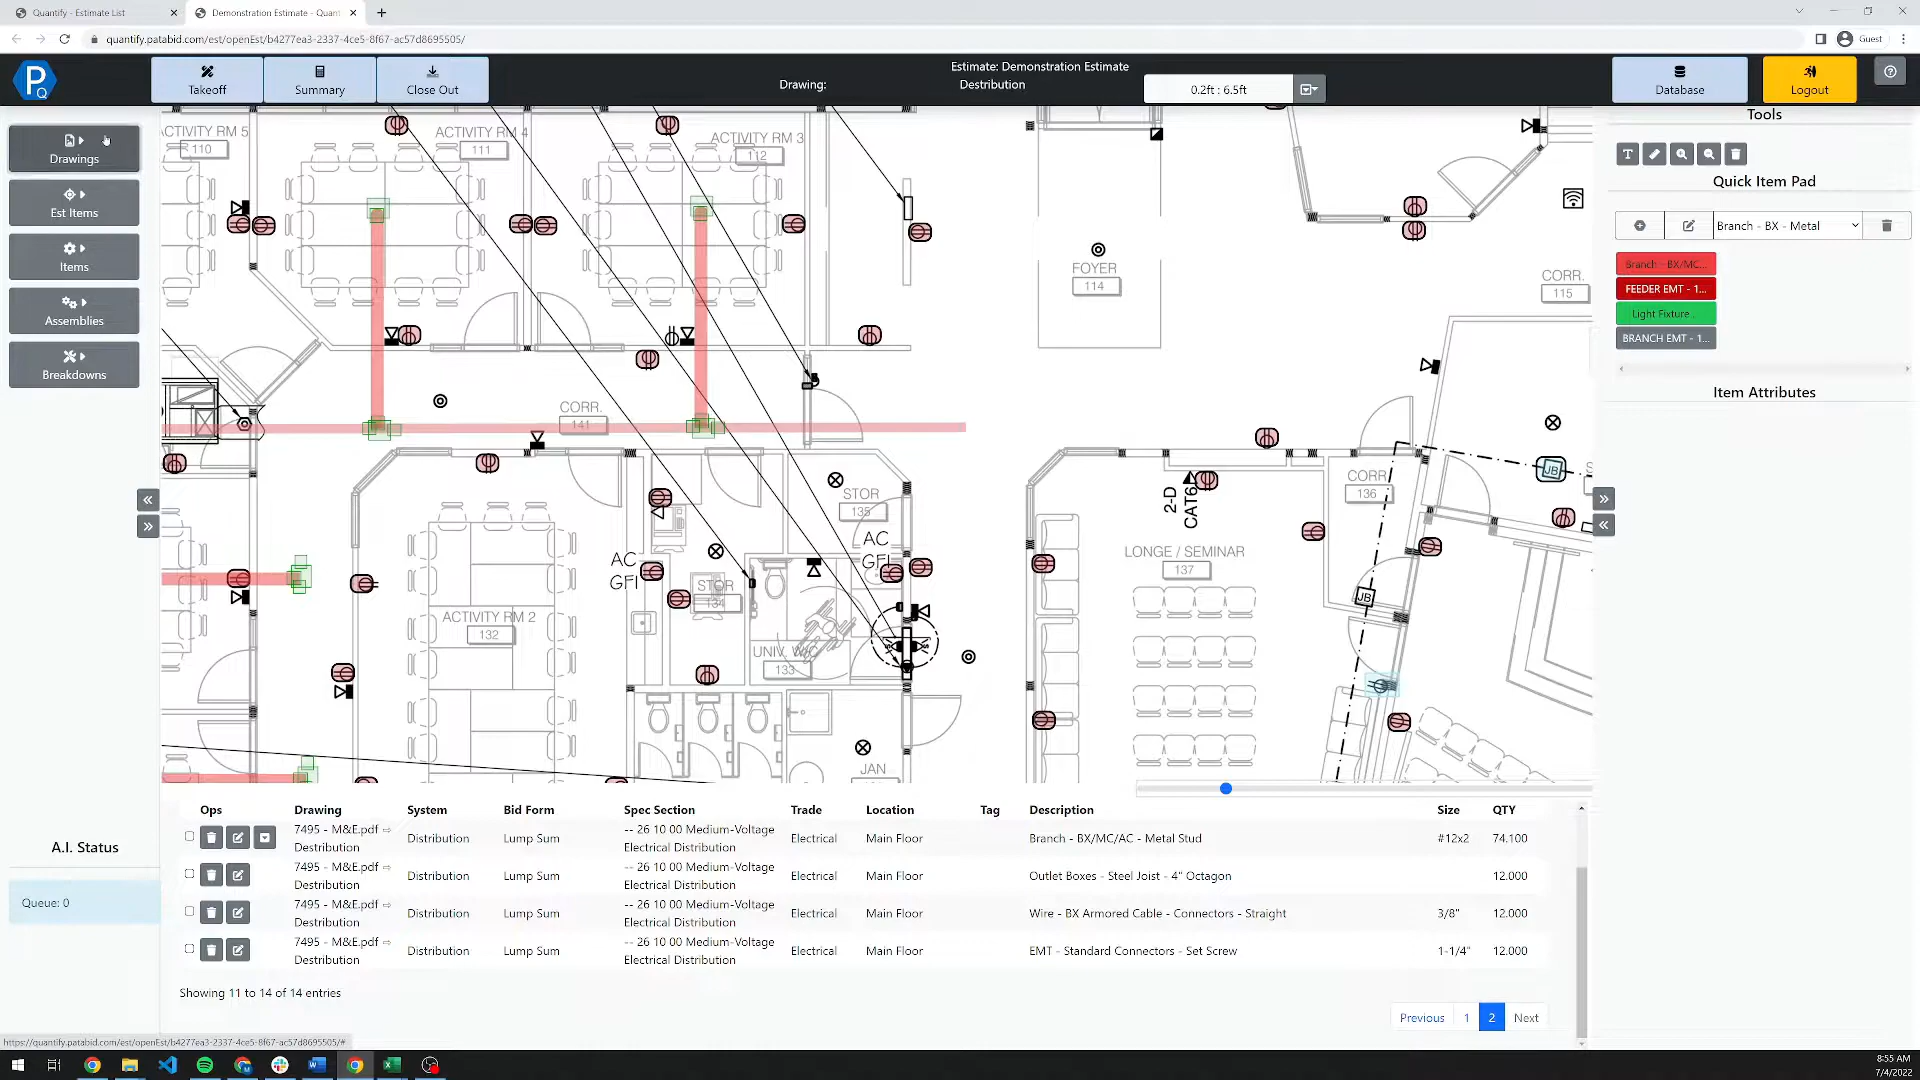 Quantify - Estimate List
Demonstration Estimate - Quant
quantify.patabid.com/est/openEst/b4277ea3-2337-4ce5-8f67-ac57d8695505/
Guest
P
Q
Takeoff
Summary
Close Out
Drawing:
Estimate: Demonstration Estimate
Destribution
0.2ft : 6.5ft
Database
Logout
Drawings
Est Items
Items
Assemblies
Breakdowns
A.I. Status
Queue: 0
ACTIVITY RM 5
110
ACTIVITY RM 4
111
ACTIVITY RM 3
112
FOYER
114
CORR.
115
CORR.
141
STOR
135
AC
GFI
AC
GFI
STOR
134
ACTIVITY RM 2
132
UNIV. W/C
133
JAN
2-D
CAT6
LONGE / SEMINAR
137
CORR.
136
JB
JB
Tools
Quick Item Pad
Branch - BX - Metal
Branch - BX/MC...
FEEDER EMT - 1...
Light Fixture
BRANCH EMT - 1...
Item Attributes
Ops Drawing System Bid Form Spec Section Trade Location Tag Description Size QTY
7495 - M&E.pdf ⇨ Destribution Distribution Lump Sum -- 26 10 00 Medium-Voltage Electrical Distribution Electrical Main Floor Branch - BX/MC/AC - Metal Stud #12x2 74.100
7495 - M&E.pdf ⇨ Destribution Distribution Lump Sum -- 26 10 00 Medium-Voltage Electrical Distribution Electrical Main Floor Outlet Boxes - Steel Joist - 4" Octagon 12.000
7495 - M&E.pdf ⇨ Destribution Distribution Lump Sum -- 26 10 00 Medium-Voltage Electrical Distribution Electrical Main Floor Wire - BX Armored Cable - Connectors - Straight 3/8" 12.000
7495 - M&E.pdf ⇨ Destribution Distribution Lump Sum -- 26 10 00 Medium-Voltage Electrical Distribution Electrical Main Floor EMT - Standard Connectors - Set Screw 1-1/4" 12.000
Showing 11 to 14 of 14 entries
Previous 1 2 Next
https://quantify.patabid.com/est/openEst/b4277ea3-2337-4ce5-8f67-ac57d8695505/#
8:55 AM
7/4/2022